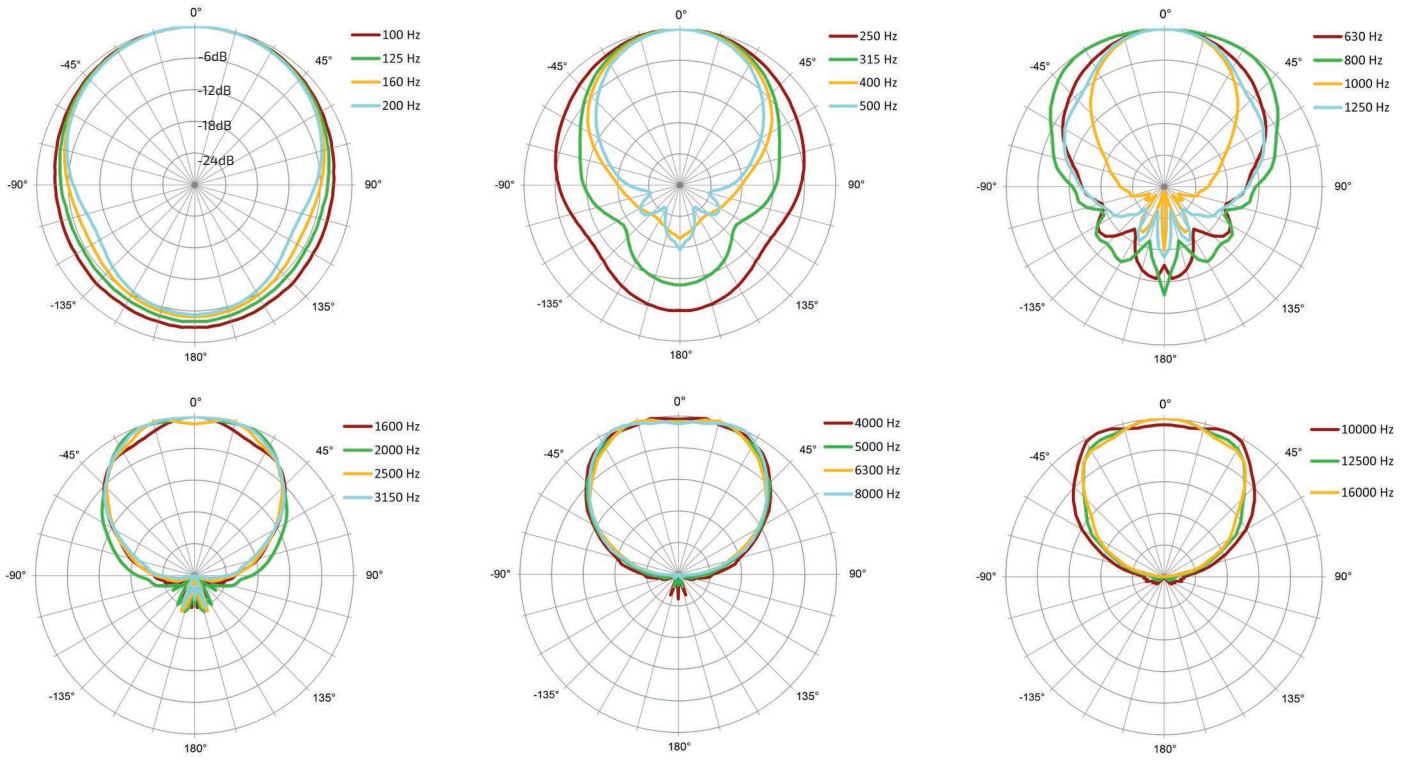 0°
-45°
45°
-90°
90°
-135°
135°
180°
-6dB
-12dB
-18dB
-24dB
100 Hz
125 Hz
160 Hz
200 Hz
0°
-45°
45°
-90°
90°
-135°
135°
180°
250 Hz
315 Hz
400 Hz
500 Hz
0°
-45°
45°
-90°
90°
-135°
135°
180°
630 Hz
800 Hz
1000 Hz
1250 Hz
0°
-45°
45°
-90°
90°
-135°
135°
180°
1600 Hz
2000 Hz
2500 Hz
3150 Hz
0°
-45°
45°
-90°
90°
-135°
135°
180°
4000 Hz
5000 Hz
6300 Hz
8000 Hz
0°
-45°
45°
-90°
90°
-135°
135°
180°
10000 Hz
12500 Hz
16000 Hz